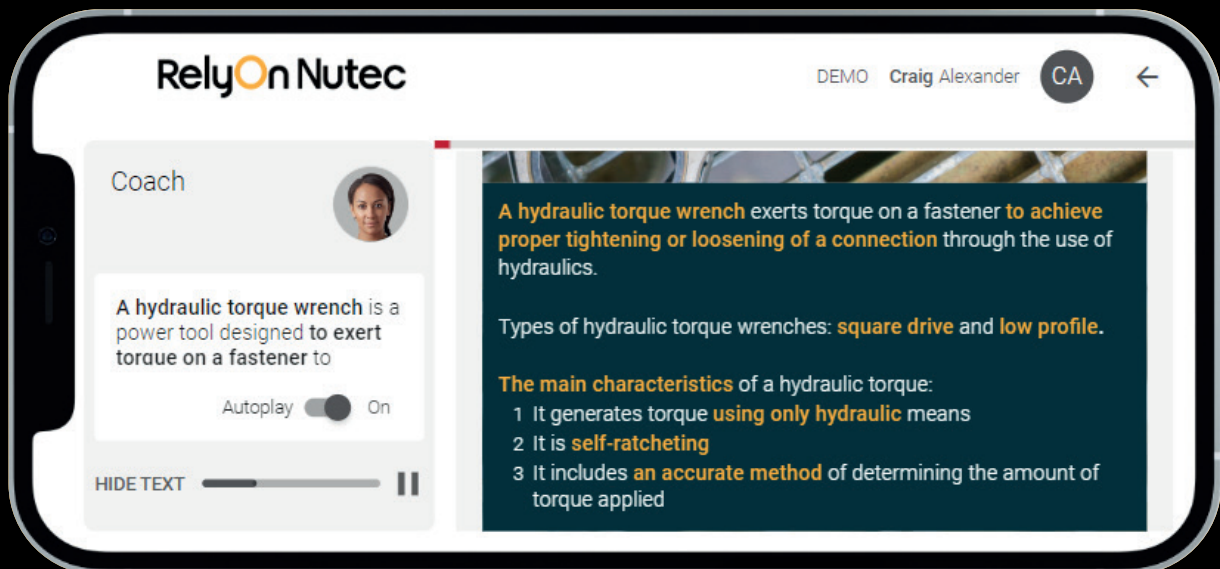 RelyOn Nutec
DEMO Craig Alexander CA
Coach
A hydraulic torque wrench is a
power tool designed to exert
torque on a fastener to
Autoplay On
HIDE TEXT
A hydraulic torque wrench exerts torque on a fastener to achieve
proper tightening or loosening of a connection through the use of
hydraulics.
Types of hydraulic torque wrenches: square drive and low profile.
The main characteristics of a hydraulic torque:
1 It generates torque using only hydraulic means
2 It is self-ratcheting
3 It includes an accurate method of determining the amount of
torque applied